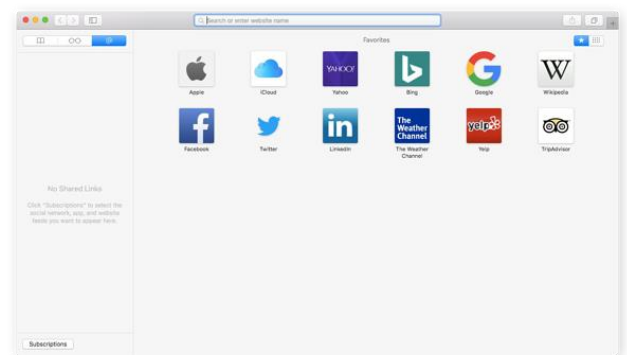 Search or enter website name
Favorites
YAHOO!
W
Apple
iCloud
Yahoo
Bing
Google
Wikipedia
f
in
The
Weather
Channel
yelp
Facebook
Twitter
LinkedIn
The Weather
Channel
Yelp
TripAdvisor
No Shared Links
Click "Subscriptions" to select the
social network, app, and website
feeds you want to appear here.
Subscriptions